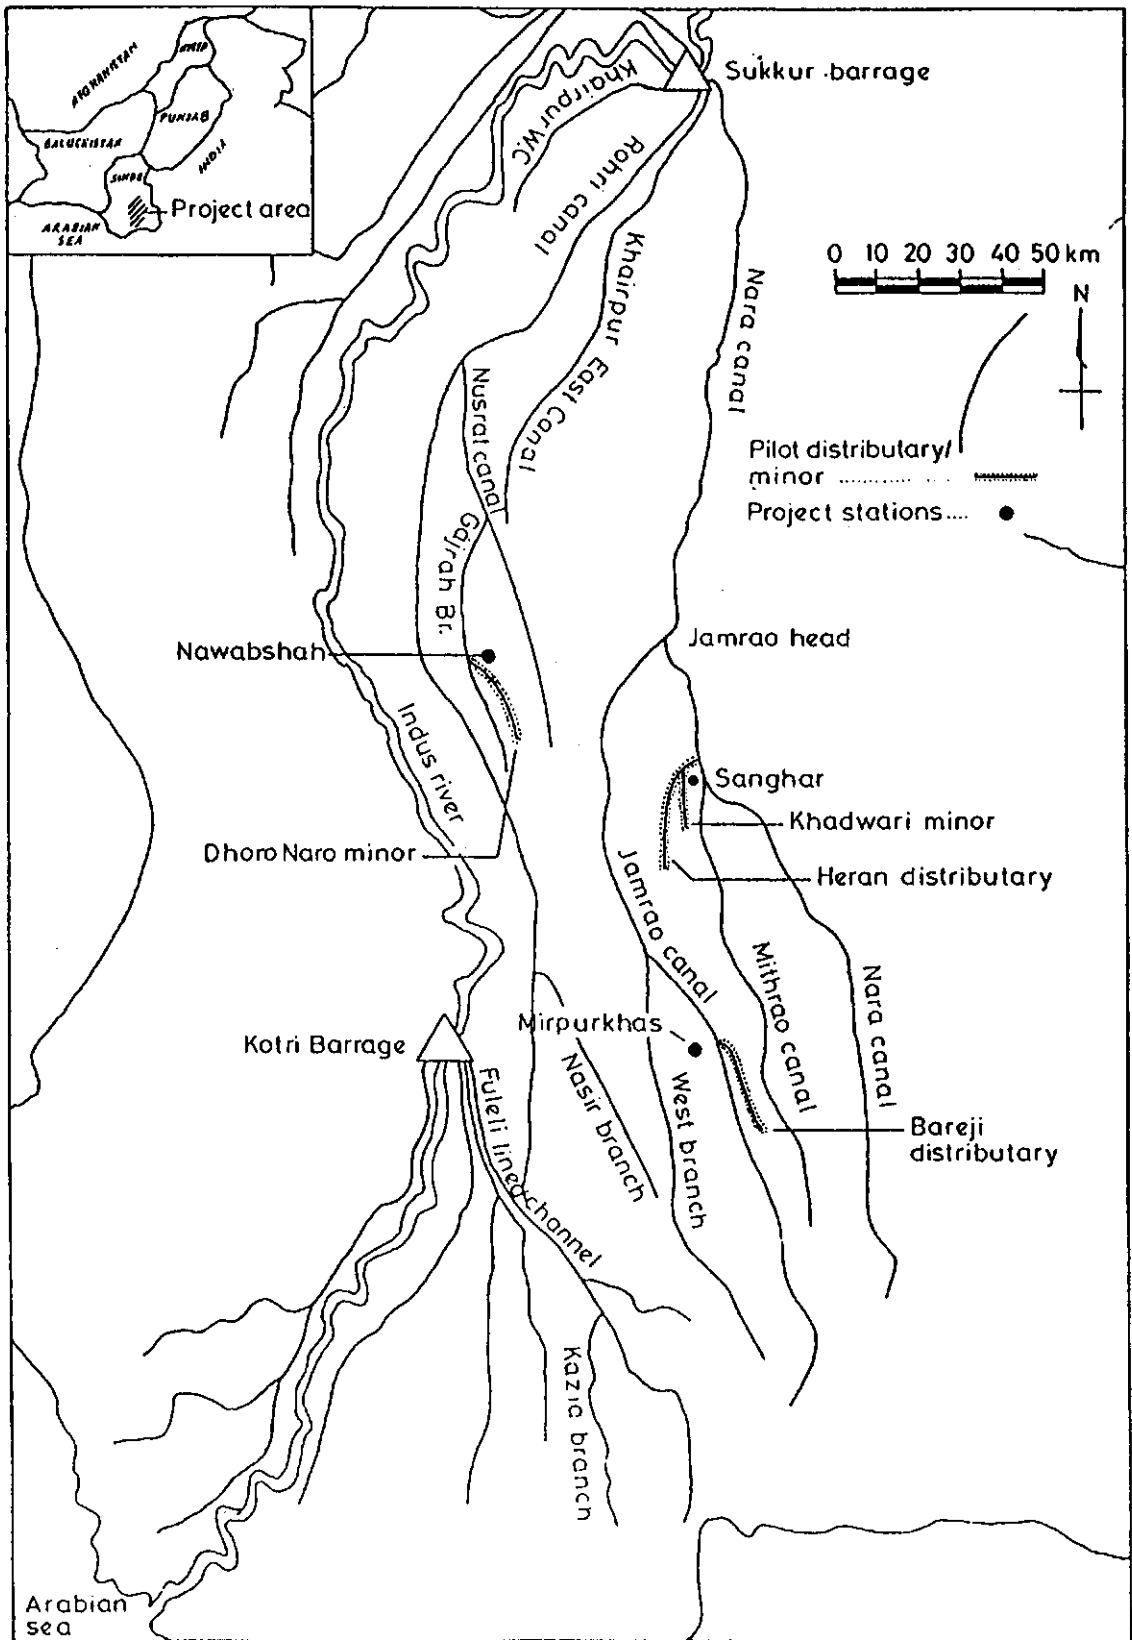 AFGHANISTAN
NWFP
PUNJAB
BALUCHISTAN
INDIA
SINDH
Project area
ARABIAN
SEA
Sukkur barrage
Khairpur W.C
Rohri canal
Khairpur East Canal
Nara canal
0 10 20 30 40 50 km
N
Nusrat canal
Pilot distributary/
minor
Project stations....
Gajrah Br.
Jamrao head
Nawabshah
Indus river
Sanghar
Khadwari minor
Dhoro Naro minor
Heran distributary
Jamrao canal
Mithrao canal
Nara canal
Mirpurkhas
Kotri Barrage
Fuleli lined channel
Nasir branch
West branch
Bareji
distributary
Kazia branch
Arabian
sea